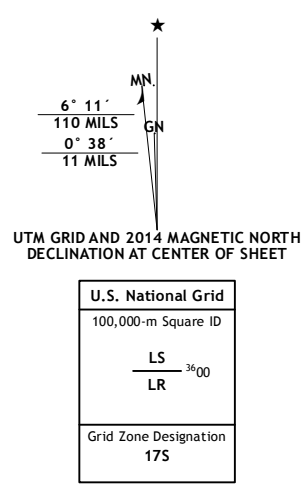 ★
MN
GN
6° 11´
110 MILS
0° 38´
11 MILS
UTM GRID AND 2014 MAGNETIC NORTH
DECLINATION AT CENTER OF SHEET
U.S. National Grid
100,000-m Square ID
LS
3600
LR
Grid Zone Designation
17S